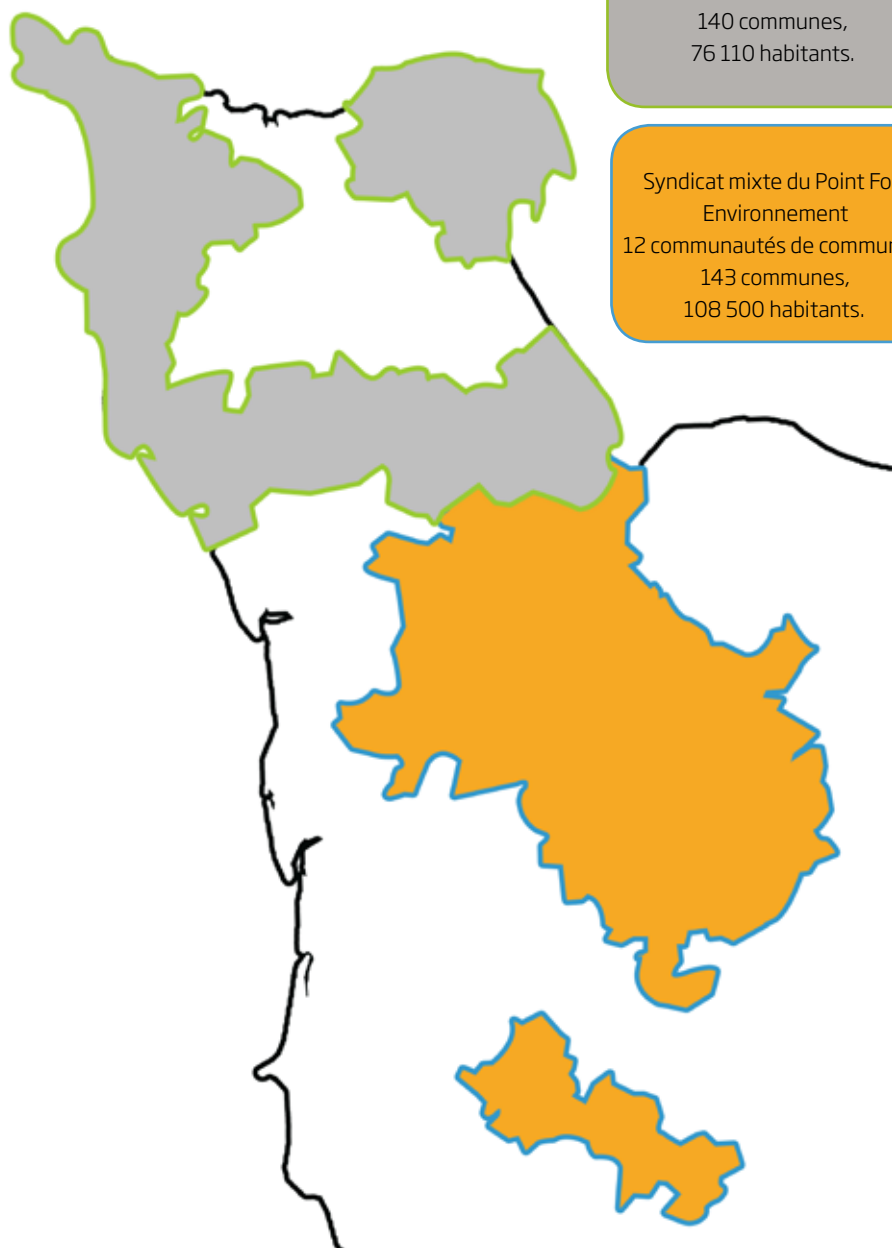 140 communes,
76 110 habitants.
Syndicat mixte du Point
Environnement
12 communautés de
143 communes,
108 500 habitants.